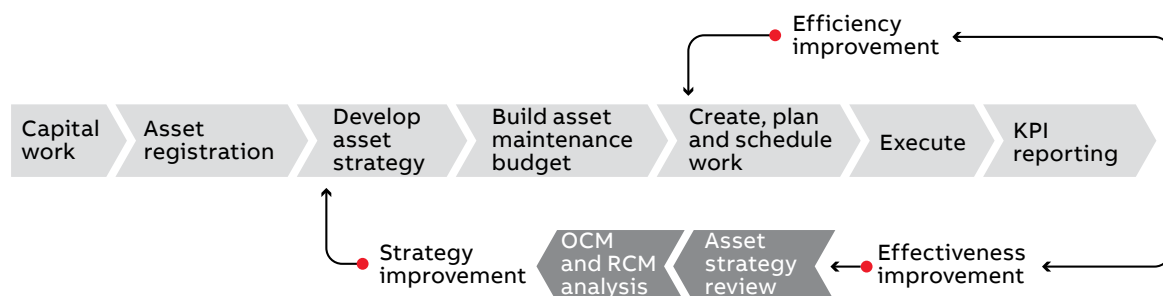 Efficiency
improvement
Capital
work
Asset
registration
Develop
asset
strategy
Build asset
maintenance
budget
Create, plan
and schedule
work
Execute
KPI
reporting
Strategy
improvement
OCM
and RCM
analysis
Asset
strategy
review
Effectiveness
improvement